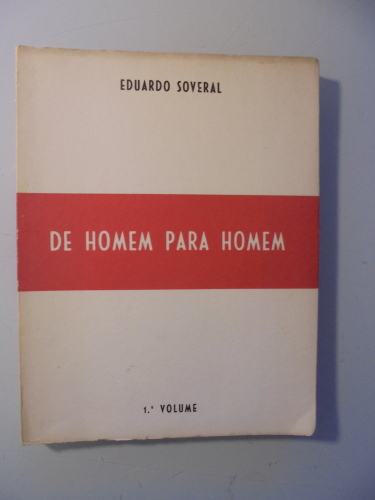 EDUARDO SOVERAL
DE HOMEM PARA HOMEM
1.º VOLUME